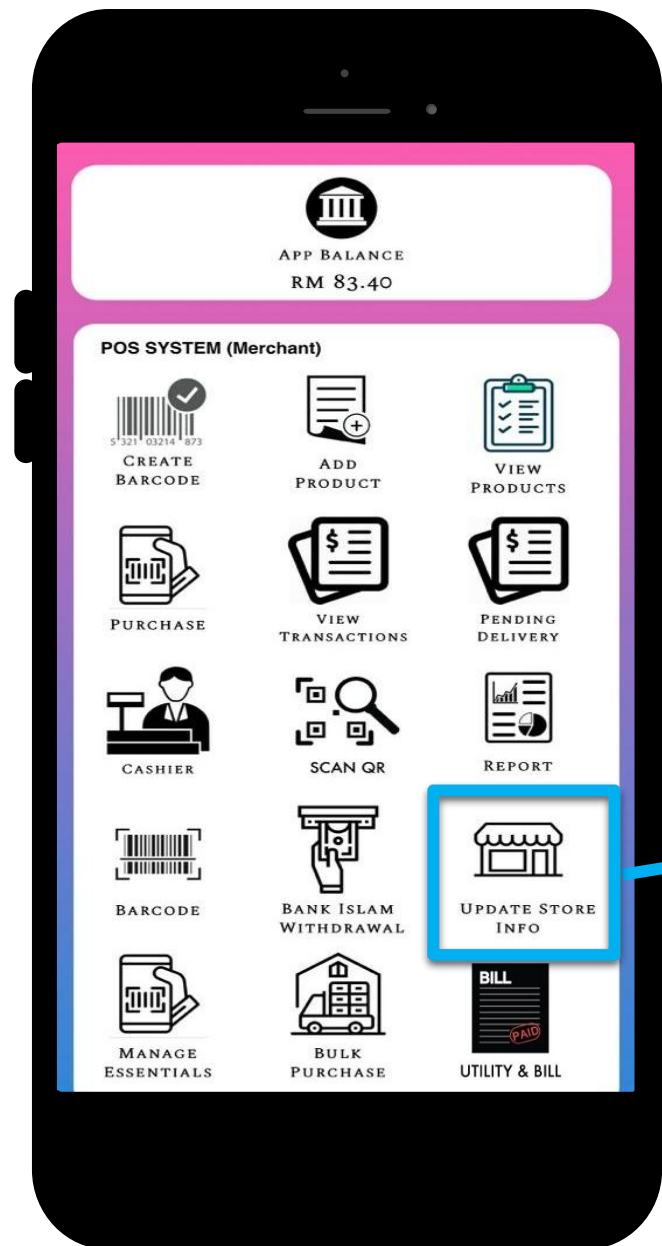 APP BALANCE
RM 83.40
POS SYSTEM (Merchant)
5 321 03214 873
CREATE
BARCODE
ADD
PRODUCT
VIEW
PRODUCTS
PURCHASE
$
VIEW
TRANSACTIONS
$
PENDING
DELIVERY
CASHIER
SCAN QR
REPORT
BARCODE
BANK ISLAM
WITHDRAWAL
UPDATE STORE
INFO
MANAGE
ESSENTIALS
BULK
PURCHASE
BILL
PAID
UTILITY & BILL